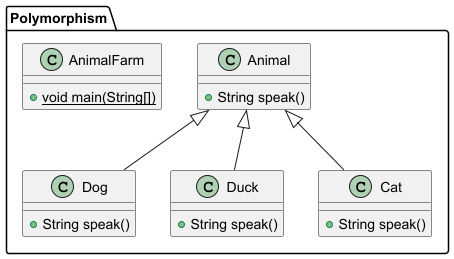 Polymorphism
C AnimalFarm
void main(String[])
C Animal
String speak()
C Dog
String speak()
C Duck
String speak()
C Cat
String speak()